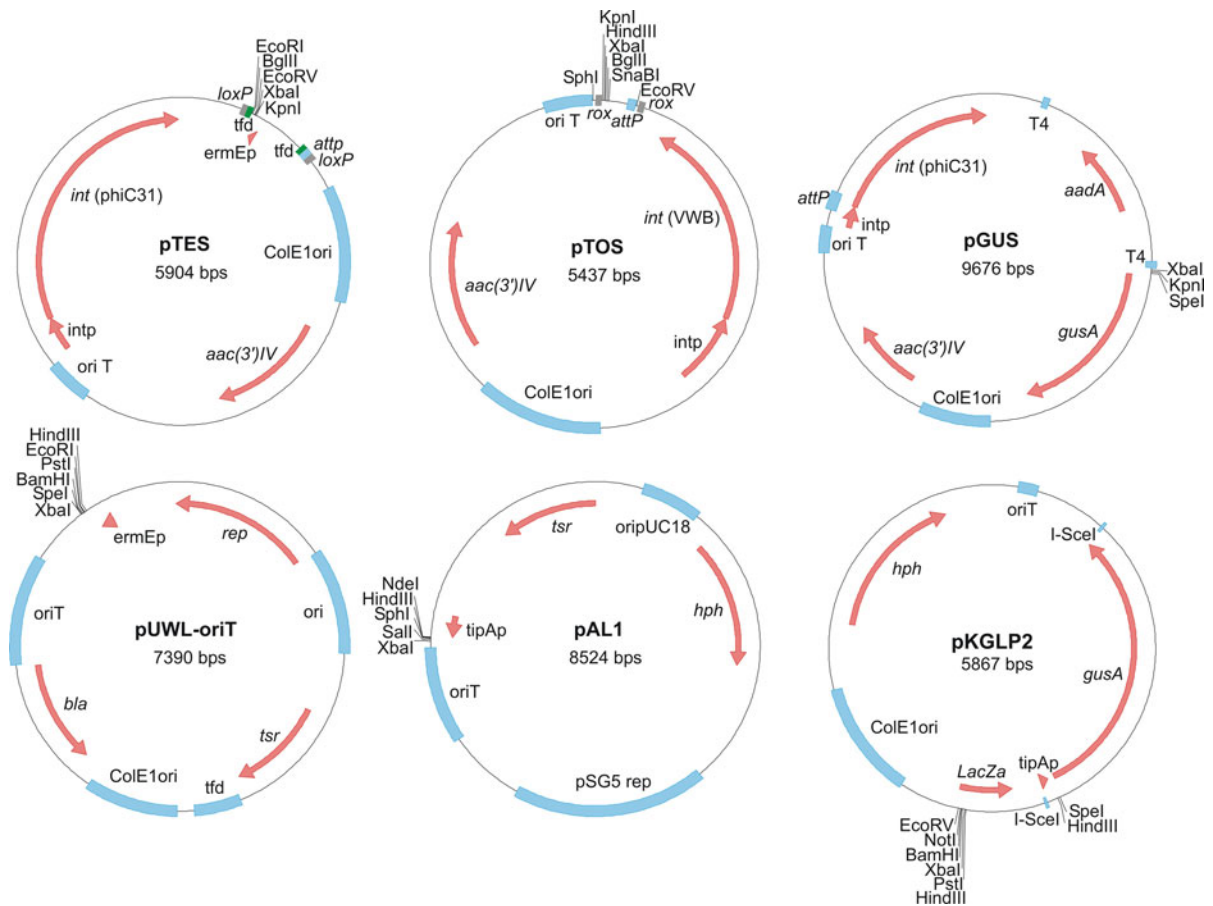 EcoRI
BglII
EcoRV
XbaI
KpnI
loxP
tfd
ermEp
tfd
attp
loxP
int (phiC31)
pTES
5904 bps
ColE1ori
intp
ori T
aac(3')IV
KpnI
HindIII
XbaI
BglII
SnaBI
SphI
EcoRV
rox
ori T
rox
attP
int (VWB)
pTOS
5437 bps
aac(3')IV
intp
ColE1ori
T4
int (phiC31)
aadA
attP
intp
ori T
pGUS
9676 bps
T4
XbaI
KpnI
SpeI
gusA
aac(3')IV
ColE1ori
HindIII
EcoRI
PstI
BamHI
SpeI
XbaI
ermEp
rep
oriT
ori
pUWL-oriT
7390 bps
bla
tsr
ColE1ori
tfd
tsr
oripUC18
NdeI
HindIII
SphI
SalI
XbaI
tipAp
hph
pAL1
8524 bps
oriT
pSG5 rep
oriT
I-SceI
hph
pKGLP2
5867 bps
gusA
ColE1ori
LacZa
tipAp
I-SceI
SpeI
HindIII
EcoRV
NotI
BamHI
XbaI
PstI
HindIII